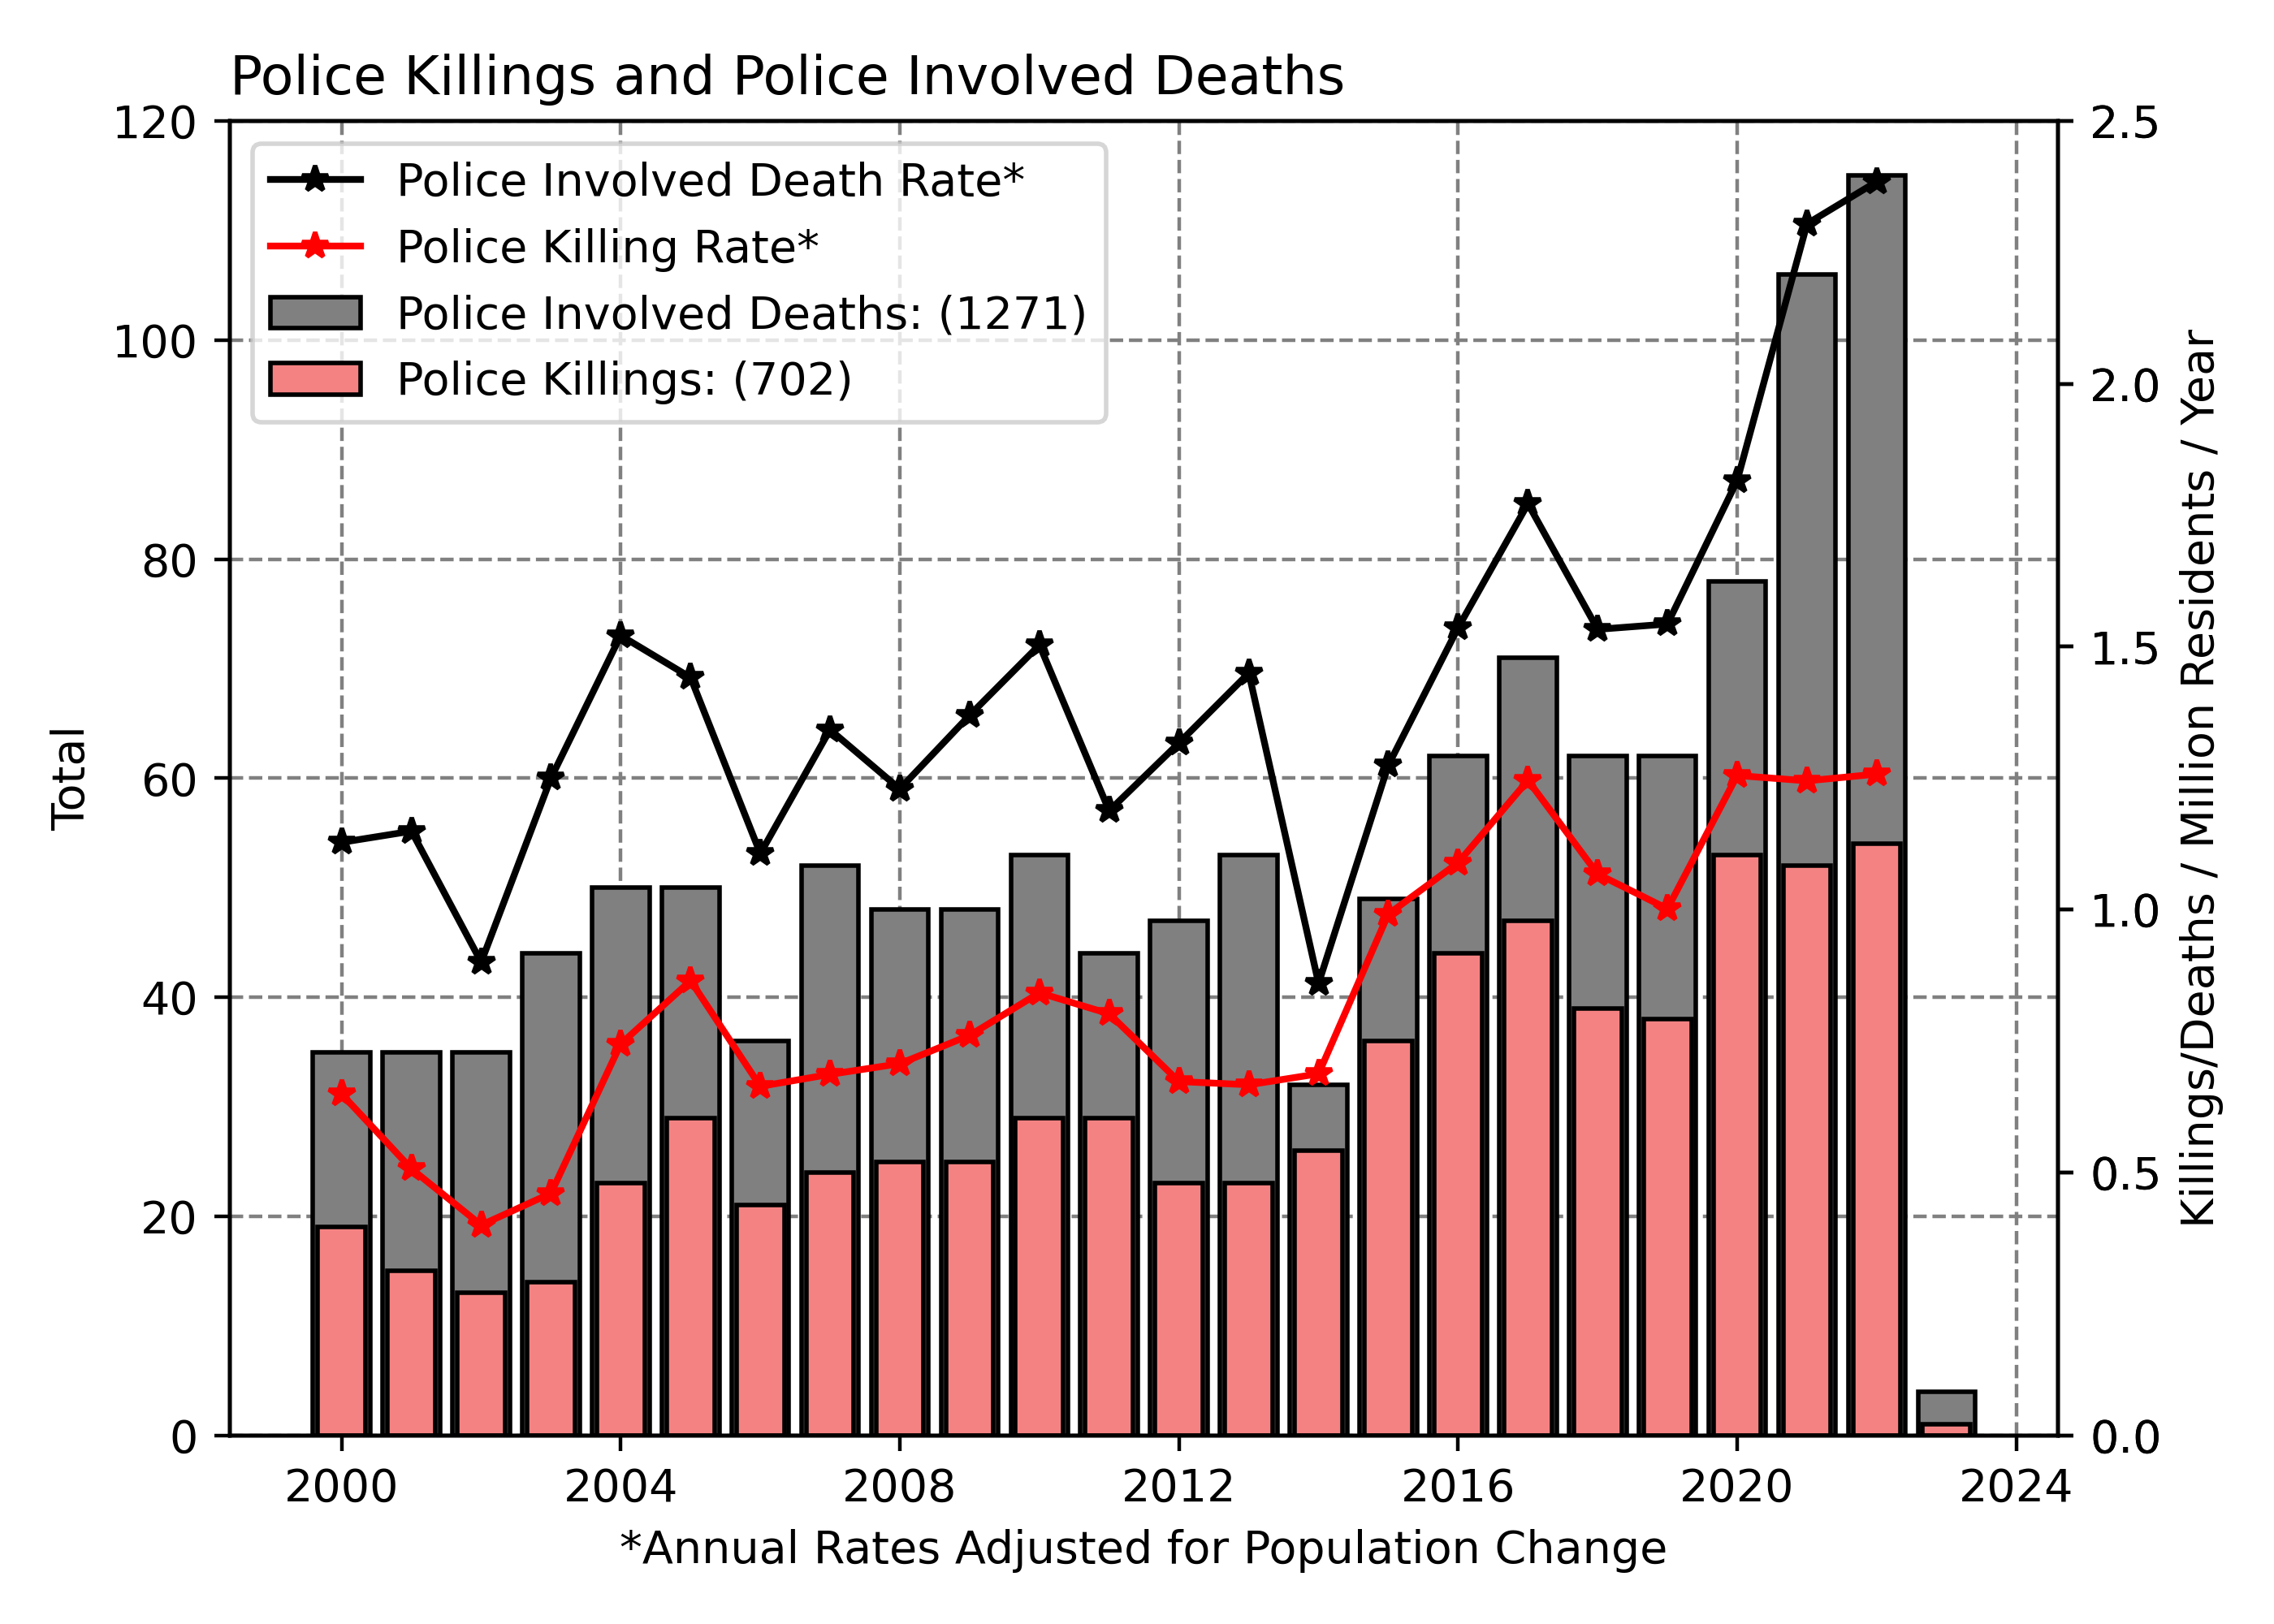 Police Killings and Police Involved Deaths
120
100
80
60
40
20
0
Total
Police Involved Death Rate*
Police Killing Rate*
Police Involved Deaths: (1271)
Police Killings: (702)
2.5
2.0
1.5
1.0
0.5
0.0
Killings/Deaths / Million Residents / Year
2000 2004 2008 2012 2016 2020 2024
*Annual Rates Adjusted for Population Change